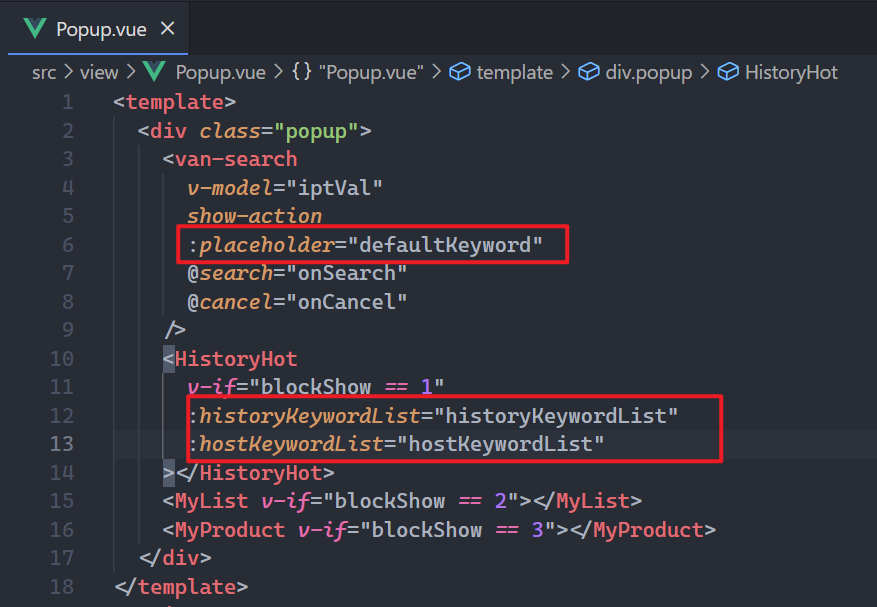 Popup.vue ×
src > view > Popup.vue > {} "Popup.vue" > template > div.popup > HistoryHot
1 <template>
2 <div class="popup">
3 <van-search
4 v-model="iptVal"
5 show-action
6 :placeholder="defaultKeyword"
7 @search="onSearch"
8 @cancel="onCancel"
9 />
10 <HistoryHot
11 v-if="blockShow == 1"
12 :historyKeywordList="historyKeywordList"
13 :hostKeywordList="hostKeywordList"
14 ></HistoryHot>
15 <MyList v-if="blockShow == 2"></MyList>
16 <MyProduct v-if="blockShow == 3"></MyProduct>
17 </div>
18 </template>